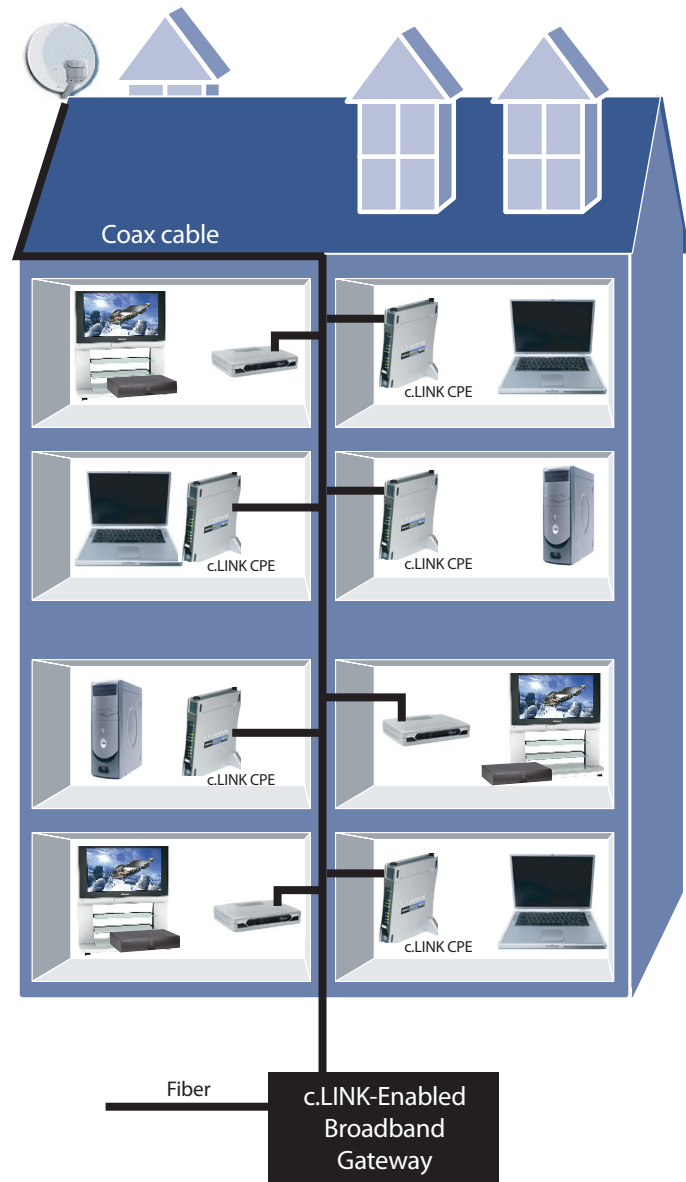 Coax cable
c.LINK CPE
c.LINK CPE
c.LINK CPE
c.LINK CPE
c.LINK CPE
Fiber
c.LINK-Enabled
Broadband
Gateway